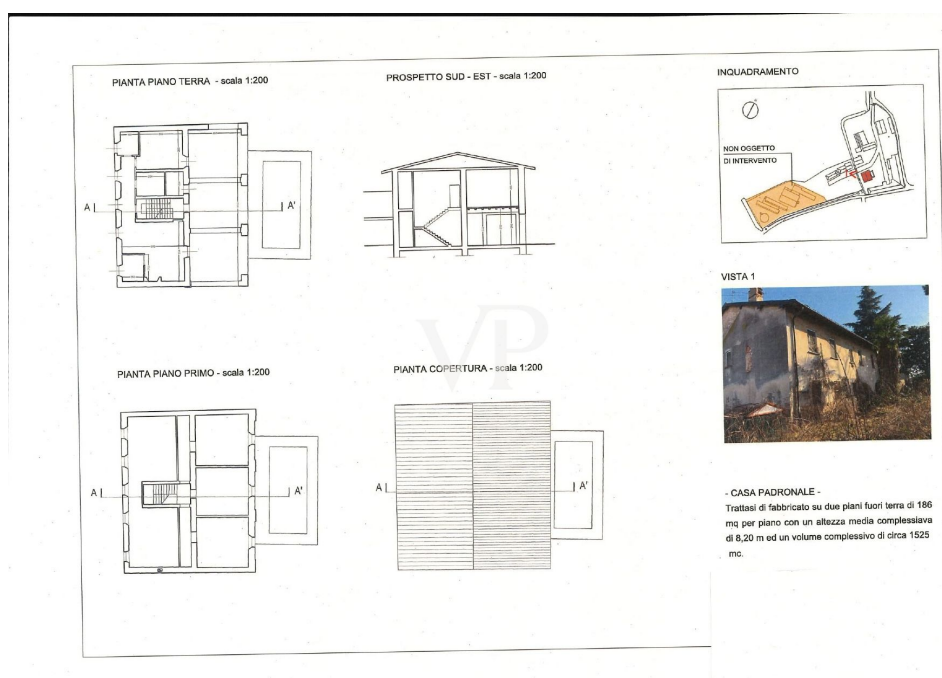 PIANTA PIANO TERRA - scala 1:200
PROSPETTO SUD - EST - scala 1:200
INQUADRAMENTO
NON OGGETTO
DI INTERVENTO
A
A'
VISTA 1
VP
PIANTA PIANO PRIMO - scala 1:200
PIANTA COPERTURA - scala 1:200
A
A'
A
A'
- CASA PADRONALE -
Trattasi di fabbricato su due piani fuori terra di 186
mq per piano con un altezza media complessiava
di 8,20 m ed un volume complessivo di circa 1525
mc.